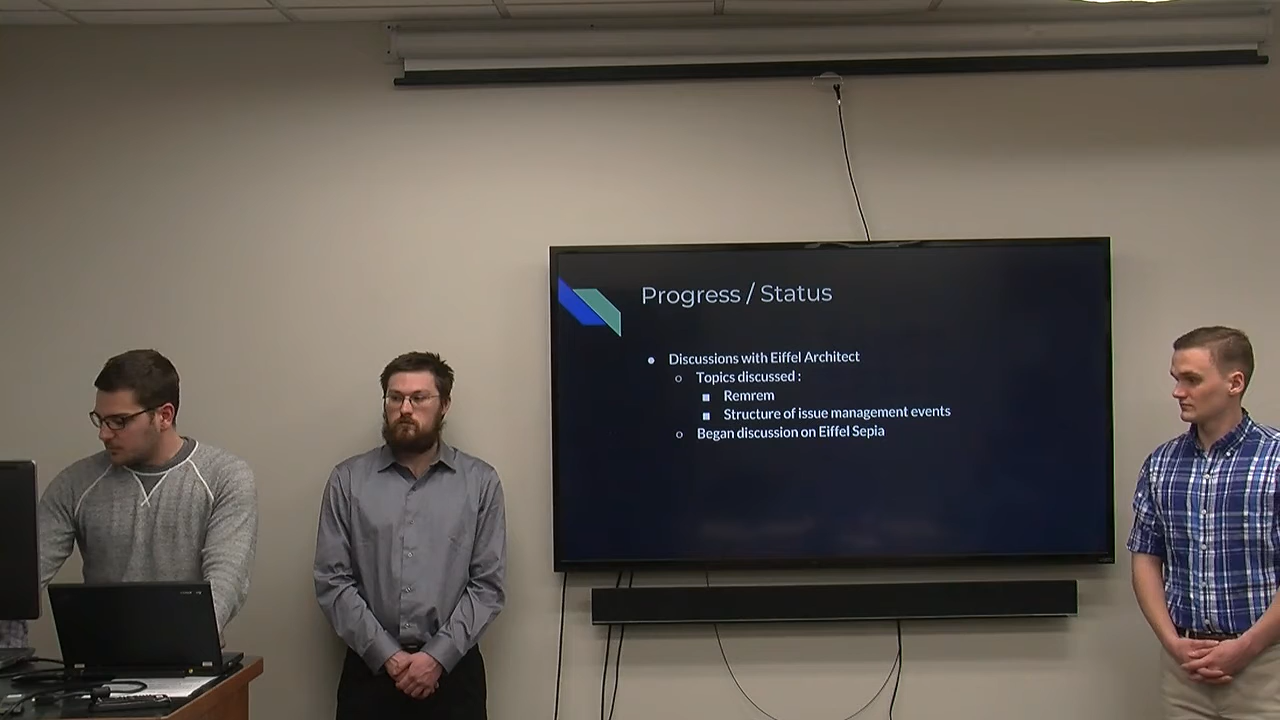 Progress / Status
● Discussions with Eiffel Architect
○ Topics discussed :
■ Remrem
■ Structure of issue management events
○ Began discussion on Eiffel Sepia